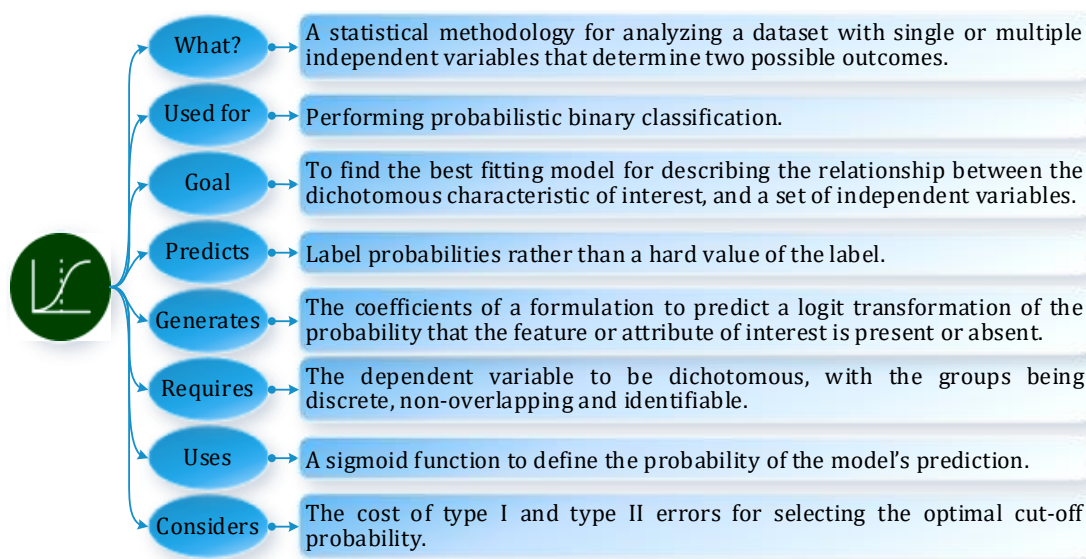 What?
A statistical methodology for analyzing a dataset with single or multiple
independent variables that determine two possible outcomes.
Used for
Performing probabilistic binary classification.
Goal
To find the best fitting model for describing the relationship between the
dichotomous characteristic of interest, and a set of independent variables.
Predicts
Label probabilities rather than a hard value of the label.
Generates
The coefficients of a formulation to predict a logit transformation of the
probability that the feature or attribute of interest is present or absent.
Requires
The dependent variable to be dichotomous, with the groups being
discrete, non-overlapping and identifiable.
Uses
A sigmoid function to define the probability of the model's prediction.
Considers
The cost of type I and type II errors for selecting the optimal cut-off
probability.